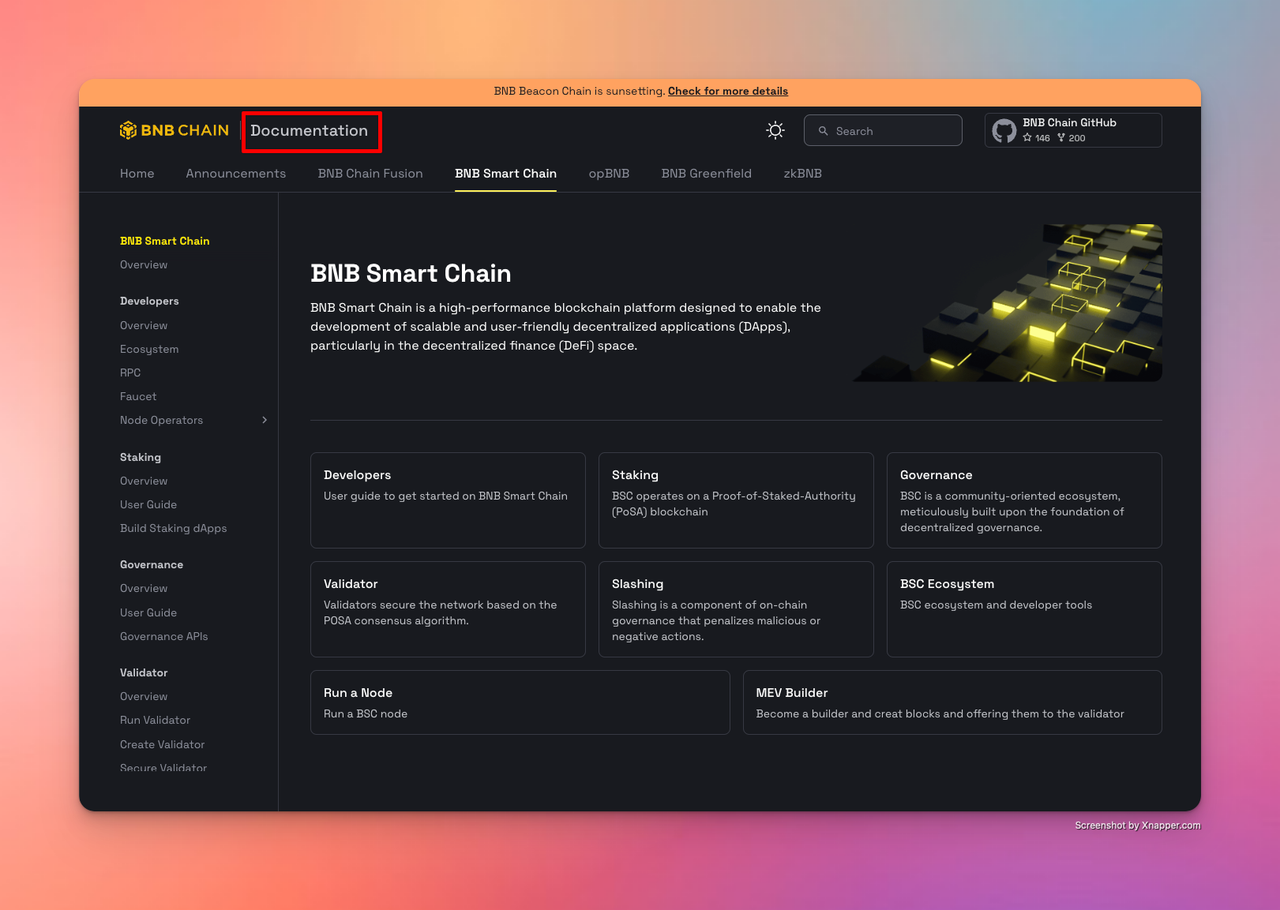 BNB Beacon Chain is sunsetting. Check for more details
BNB CHAIN
Documentation
Search
BNB Chain GitHub
146 200
Home Announcements BNB Chain Fusion BNB Smart Chain opBNB BNB Greenfield zkBNB
BNB Smart Chain
Overview
Developers
Overview
Ecosystem
RPC
Faucet
Node Operators
Staking
Overview
User Guide
Build Staking dApps
Governance
Overview
User Guide
Governance APIs
Validator
Overview
Run Validator
Create Validator
Secure Validator
BNB Smart Chain
BNB Smart Chain is a high-performance blockchain platform designed to enable the
development of scalable and user-friendly decentralized applications (DApps),
particularly in the decentralized finance (DeFi) space.
Developers
User guide to get started on BNB Smart Chain
Staking
BSC operates on a Proof-of-Staked-Authority
(PoSA) blockchain
Governance
BSC is a community-oriented ecosystem,
meticulously built upon the foundation of
decentralized governance.
Validator
Validators secure the network based on the
POSA consensus algorithm.
Slashing
Slashing is a component of on-chain
governance that penalizes malicious or
negative actions.
BSC Ecosystem
BSC ecosystem and developer tools
Run a Node
Run a BSC node
MEV Builder
Become a builder and creat blocks and offering them to the validator
Screenshot by Xnapper.com